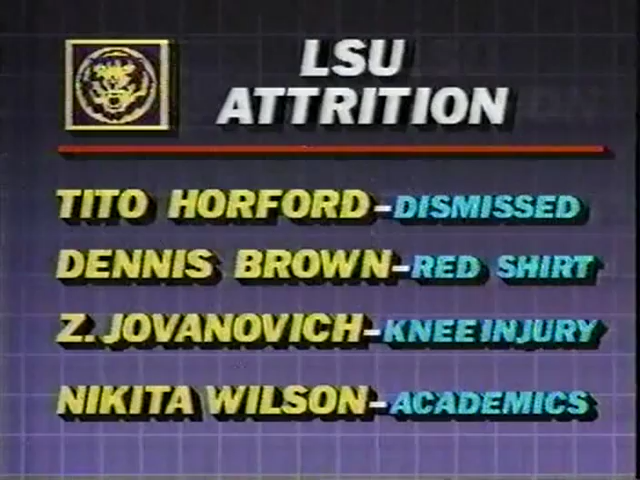 LSU
ATTRITION
TITO HORFORD-DISMISSED
DENNIS BROWN-RED SHIRT
Z. JOVANOVICH-KNEE INJURY
NIKITA WILSON-ACADEMICS